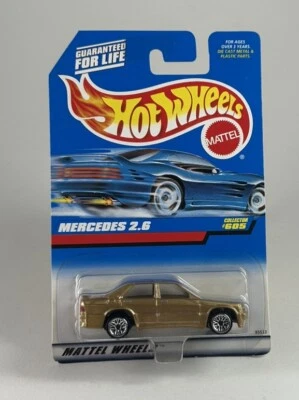 GUARANTEED
FOR LIFE
FOR AGES
OVER 3 YEARS.
DIE CAST METAL &
PLASTIC PARTS.
HOT WHEELS
MATTEL
®
MERCEDES 2.6
COLLECTOR
#605
MATTEL WHEEL